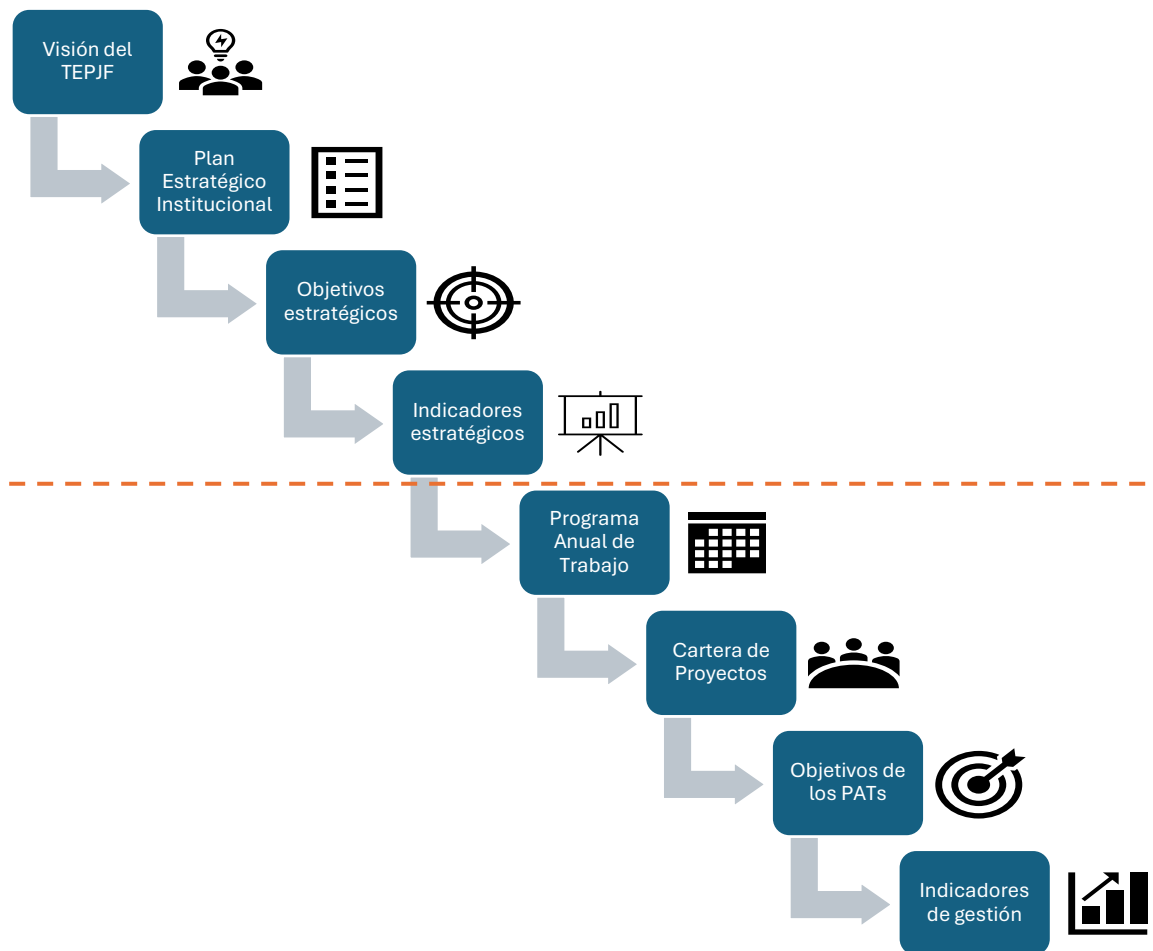 Visión del
TEPJF
Plan
Estratégico
Institucional
Objetivos
estratégicos
Indicadores
estratégicos
Programa
Anual de
Trabajo
Cartera de
Proyectos
Objetivos de
los PATs
Indicadores
de gestión